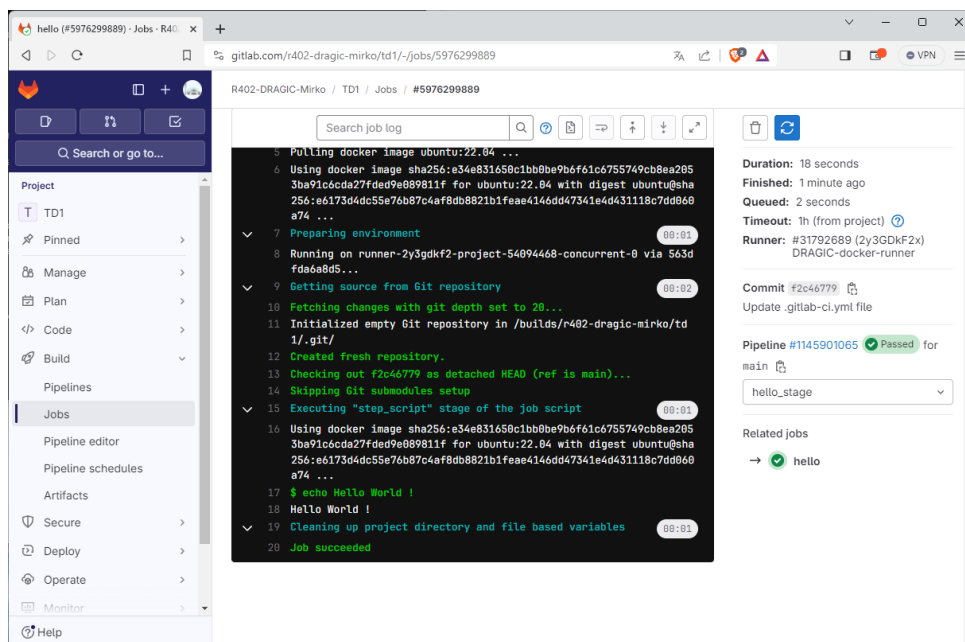 hello (#5976299889) · Jobs · R40
gitlab.com/r402-dragic-mirko/td1/-/jobs/5976299889
VPN
R402-DRAGIC-Mirko / TD1 / Jobs / #5976299889
Search or go to...
Project
T TD1
Pinned
Manage
Plan
Code
Build
Pipelines
Jobs
Pipeline editor
Pipeline schedules
Artifacts
Secure
Deploy
Operate
Monitor
Help
Search job log
5 Pulling docker image ubuntu:22.04 ...
6 Using docker image sha256:e34e831650c1bb0be9b6f61c6755749cb8ea205
3ba91c6cda27fded9e089811f for ubuntu:22.04 with digest ubuntu@sha
256:e6173d4dc55e76b87c4af8db8821b1feae4146dd47341e4d431118c7dd060
a74 ...
7 Preparing environment 00:01
8 Running on runner-2y3gdkf2-project-54094468-concurrent-0 via 563d
fda6a8d5...
9 Getting source from Git repository 00:02
10 Fetching changes with git depth set to 20...
11 Initialized empty Git repository in /builds/r402-dragic-mirko/td
1/.git/
12 Created fresh repository.
13 Checking out f2c46779 as detached HEAD (ref is main)...
14 Skipping Git submodules setup
15 Executing "step_script" stage of the job script 00:01
16 Using docker image sha256:e34e831650c1bb0be9b6f61c6755749cb8ea205
3ba91c6cda27fded9e089811f for ubuntu:22.04 with digest ubuntu@sha
256:e6173d4dc55e76b87c4af8db8821b1feae4146dd47341e4d431118c7dd060
a74 ...
17 $ echo Hello World !
18 Hello World !
19 Cleaning up project directory and file based variables 00:01
20 Job succeeded
Duration: 18 seconds
Finished: 1 minute ago
Queued: 2 seconds
Timeout: 1h (from project)
Runner: #31792689 (2y3GDkF2x)
DRAGIC-docker-runner
Commit f2c46779
Update .gitlab-ci.yml file
Pipeline #1145901065 Passed for
main
hello_stage
Related jobs
→ hello